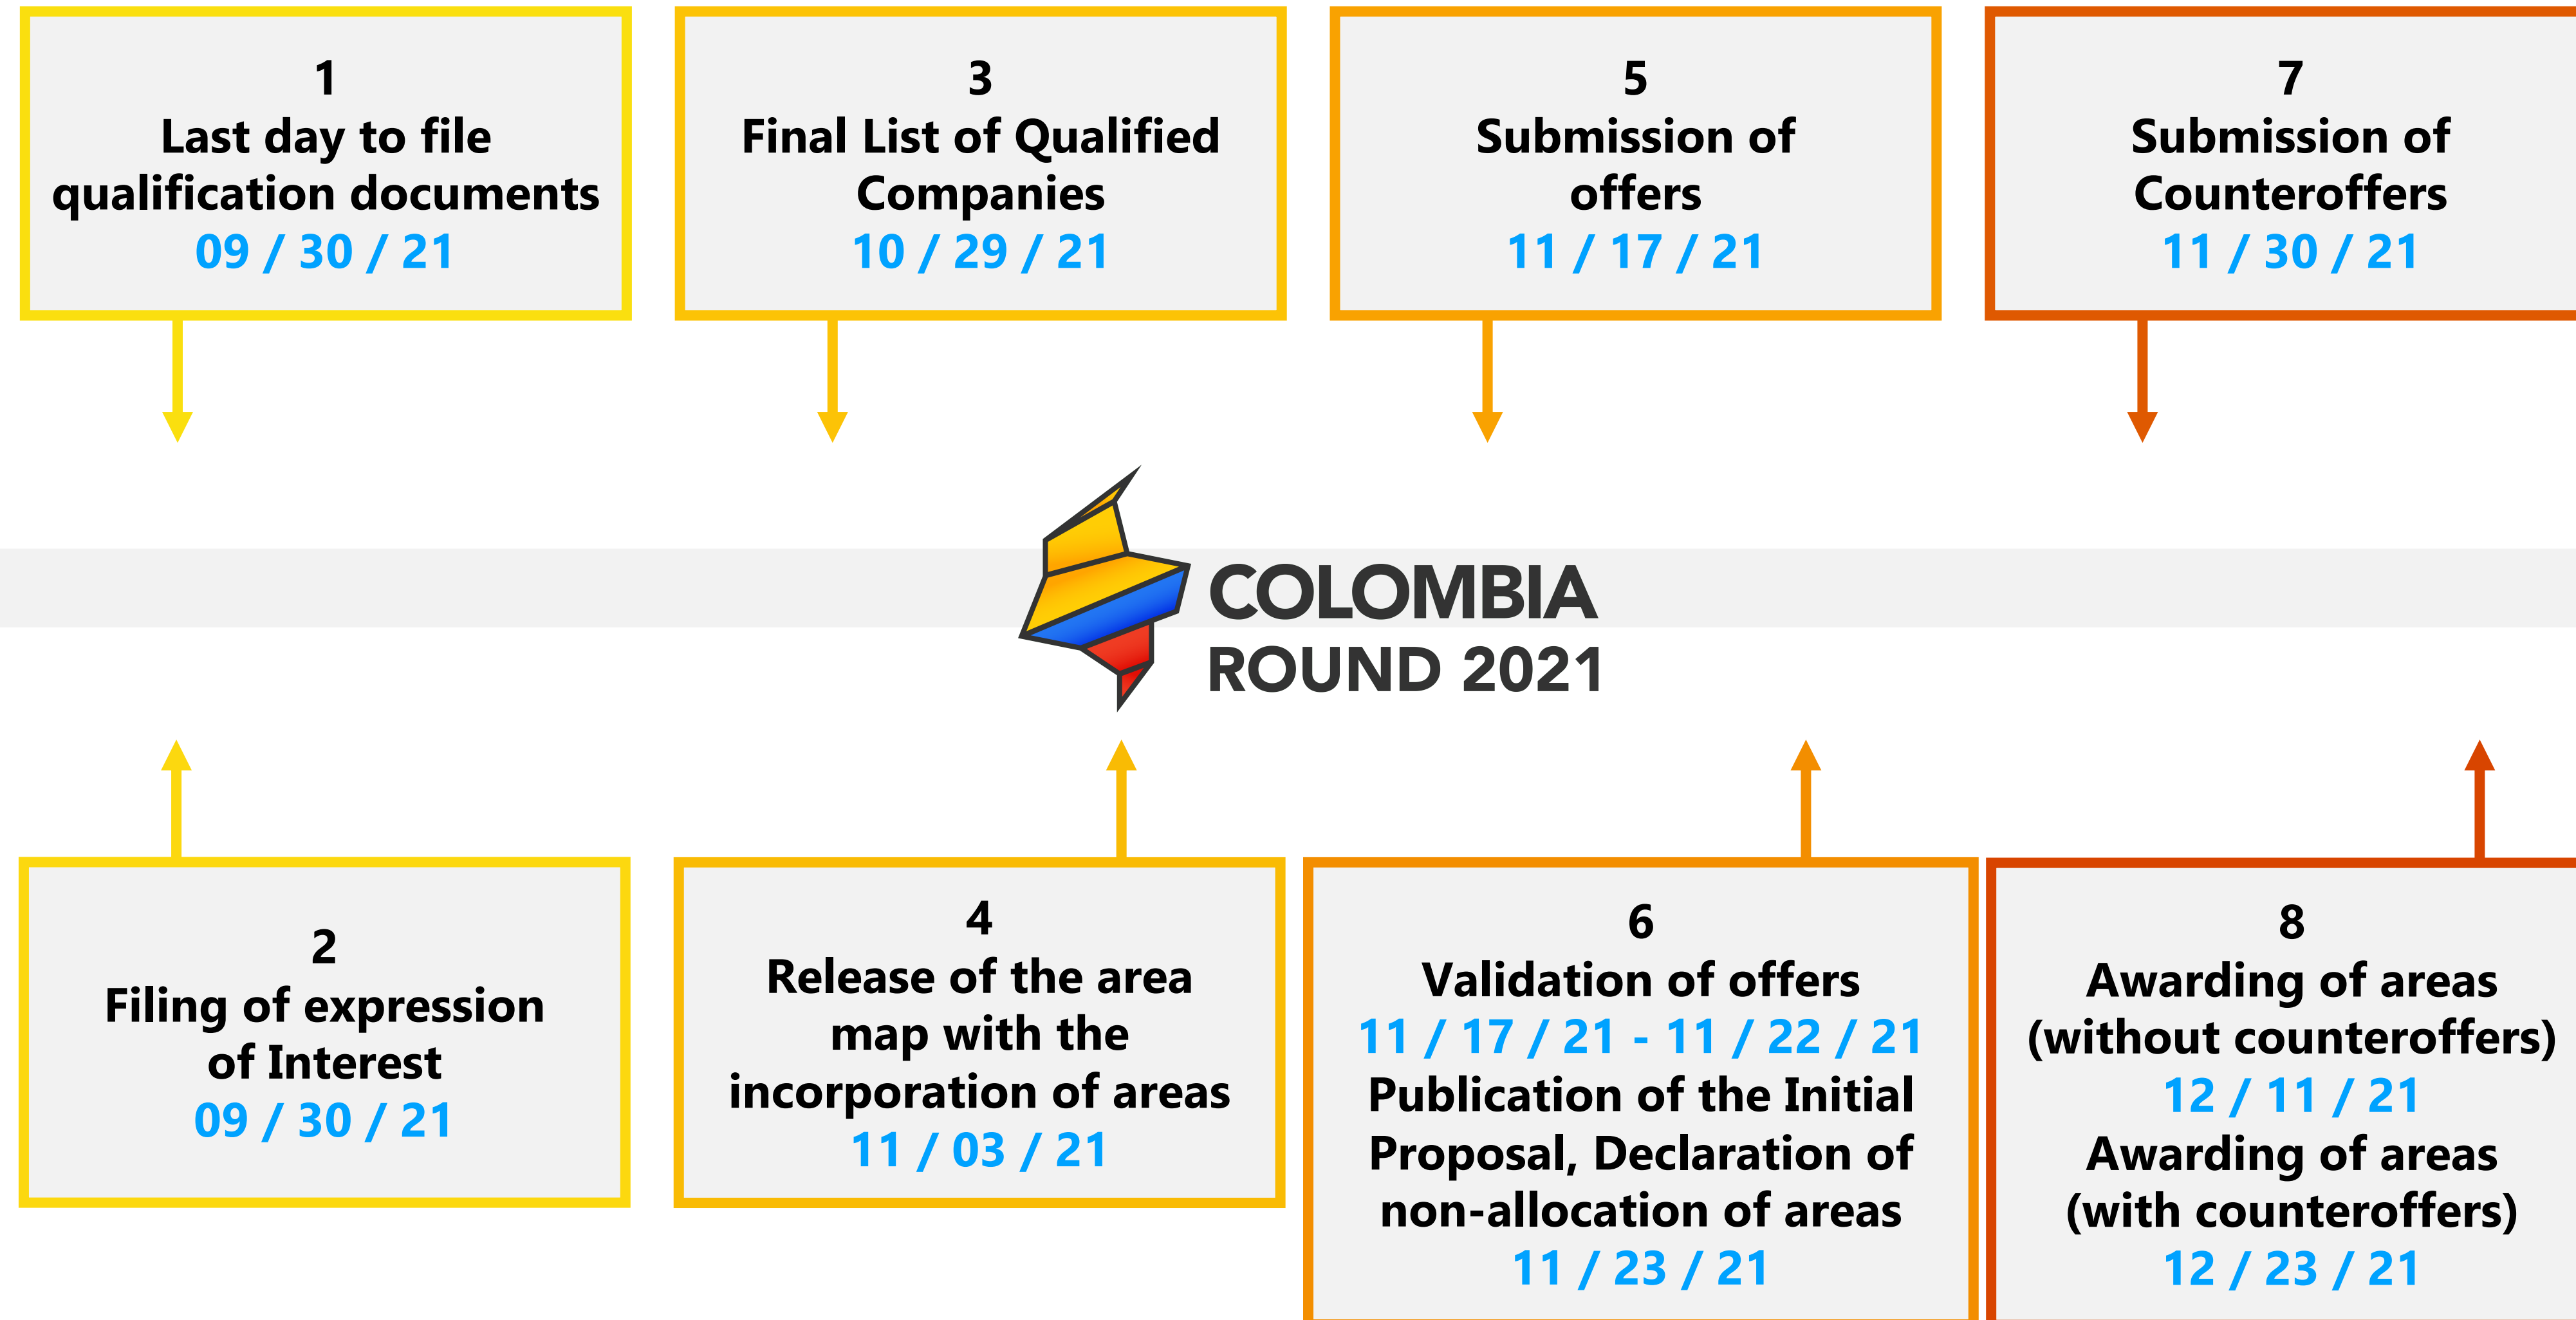 1
Last day to file
qualification documents
09 / 30 / 21
3
Final List of Qualified
Companies
10 / 29 / 21
5
Submission of
offers
11 / 17 / 21
7
Submission of
Counteroffers
11 / 30 / 21
COLOMBIA
ROUND 2021
2
Filing of expression
of Interest
09 / 30 / 21
4
Release of the area
map with the
incorporation of areas
11 / 03 / 21
6
Validation of offers
11 / 17 / 21 - 11 / 22 / 21
Publication of the Initial
Proposal, Declaration of
non-allocation of areas
11 / 23 / 21
8
Awarding of areas
(without counteroffers)
12 / 11 / 21
Awarding of areas
(with counteroffers)
12 / 23 / 21